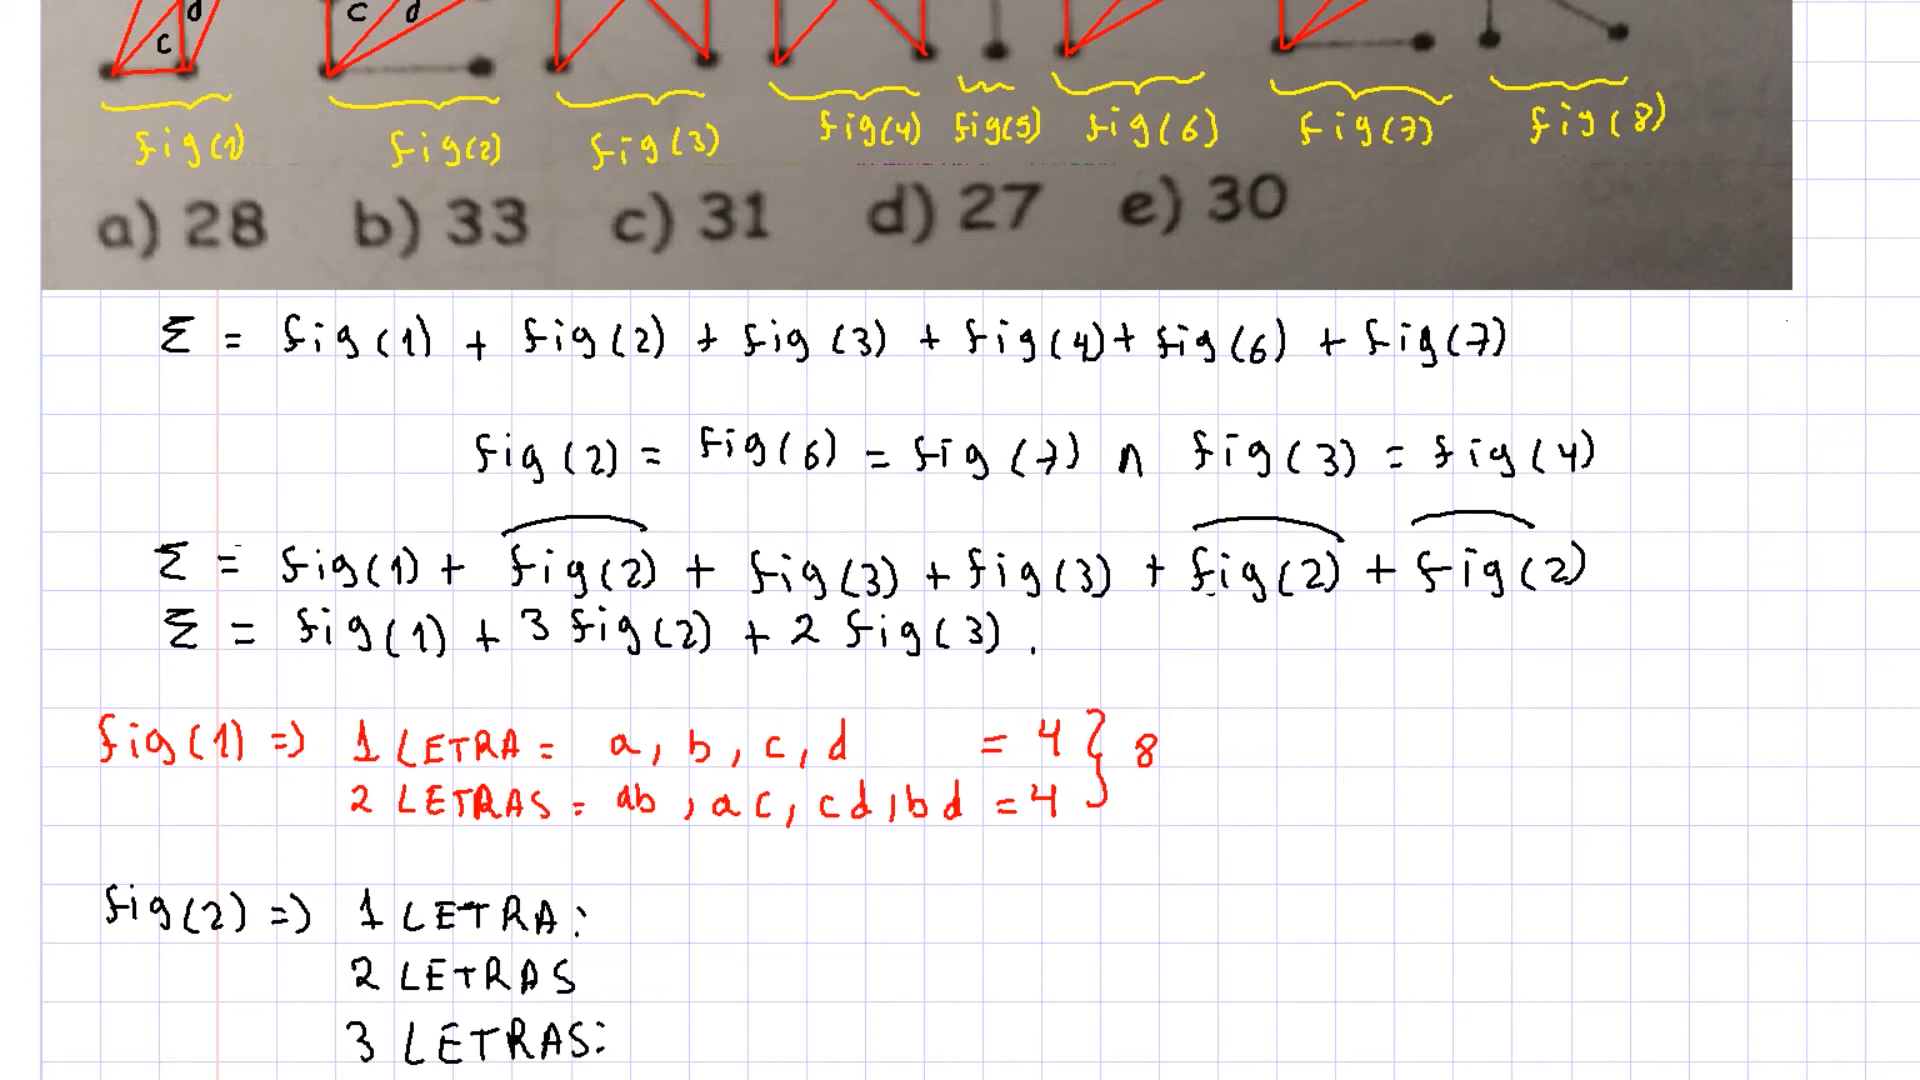 d
c d
c
fig(1) fig(2) fig(3) fig(4) fig(5) fig(6) fig(7) fig(8)
a) 28 b) 33 c) 31 d) 27 e) 30
Σ = fig(1) + fig(2) + fig(3) + fig(4) + fig(6) + fig(7)
fig(2) = fig(6) = fig(7) ∧ fig(3) = fig(4)
Σ = fig(1) + fig(2) + fig(3) + fig(3) + fig(2) + fig(2)
Σ = fig(1) + 3 fig(2) + 2 fig(3).
fig(1) => 1 LETRA = a, b, c, d = 4 } 8
2 LETRAS = ab, ac, cd, bd = 4
fig(2) => 1 LETRA:
2 LETRAS
3 LETRAS: